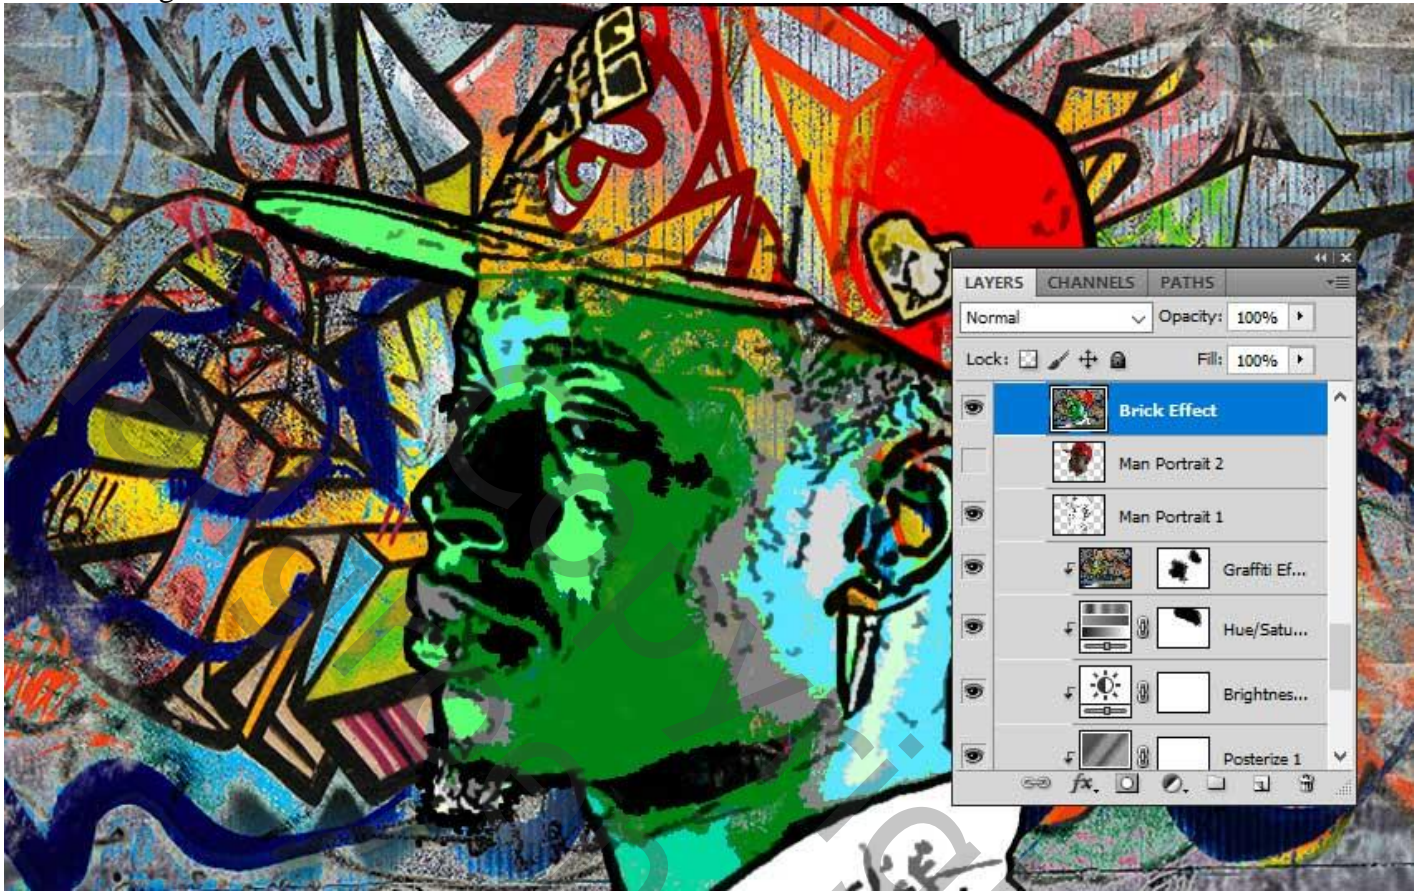 LAYERS CHANNELS PATHS
Normal Opacity: 100%
Lock: Fill: 100%
Brick Effect
Man Portrait 2
Man Portrait 1
Graffiti Ef...
Hue/Satu...
Brightnes...
Posterize 1
fx.